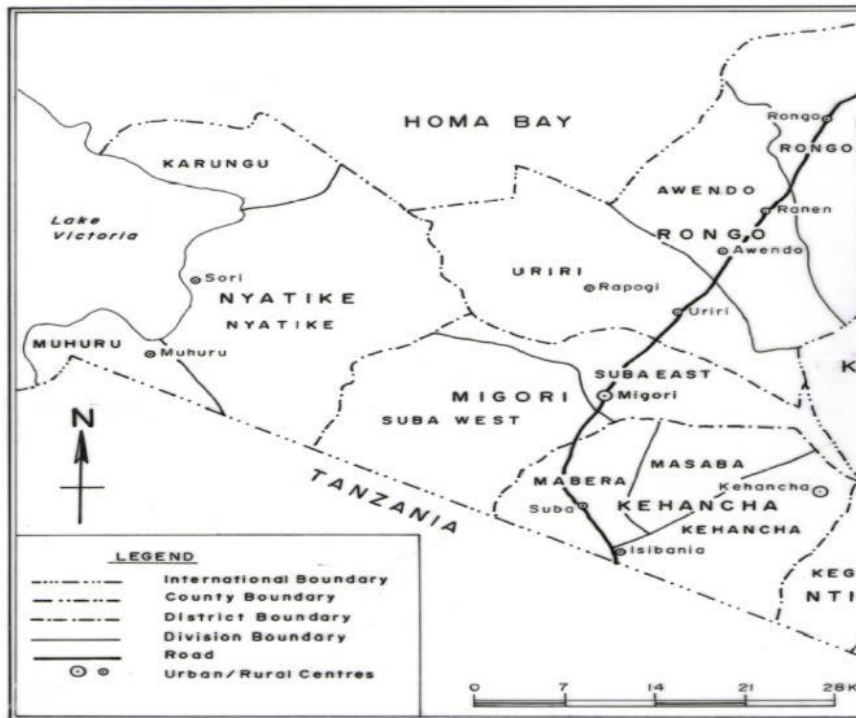 HOMA BAY
Rongo
RONGO
KARUNGU
AWENDO
Ranen
Lake
Victoria
RONGO
Awendo
Sori
URIRI
Rapogi
NYATIKE
NYATIKE
Uriri
MUHURU
Muhuru
K
SUBA EAST
MIGORI
Migori
SUBA WEST
N
MASABA
MABERA
Kehancha
TANZANIA
Suba
KEHANCHA
KEHANCHA
Isibania
LEGEND
KEG
NTI
International Boundary
County Boundary
District Boundary
Division Boundary
Road
Urban/Rural Centres
0 7 14 21 28K